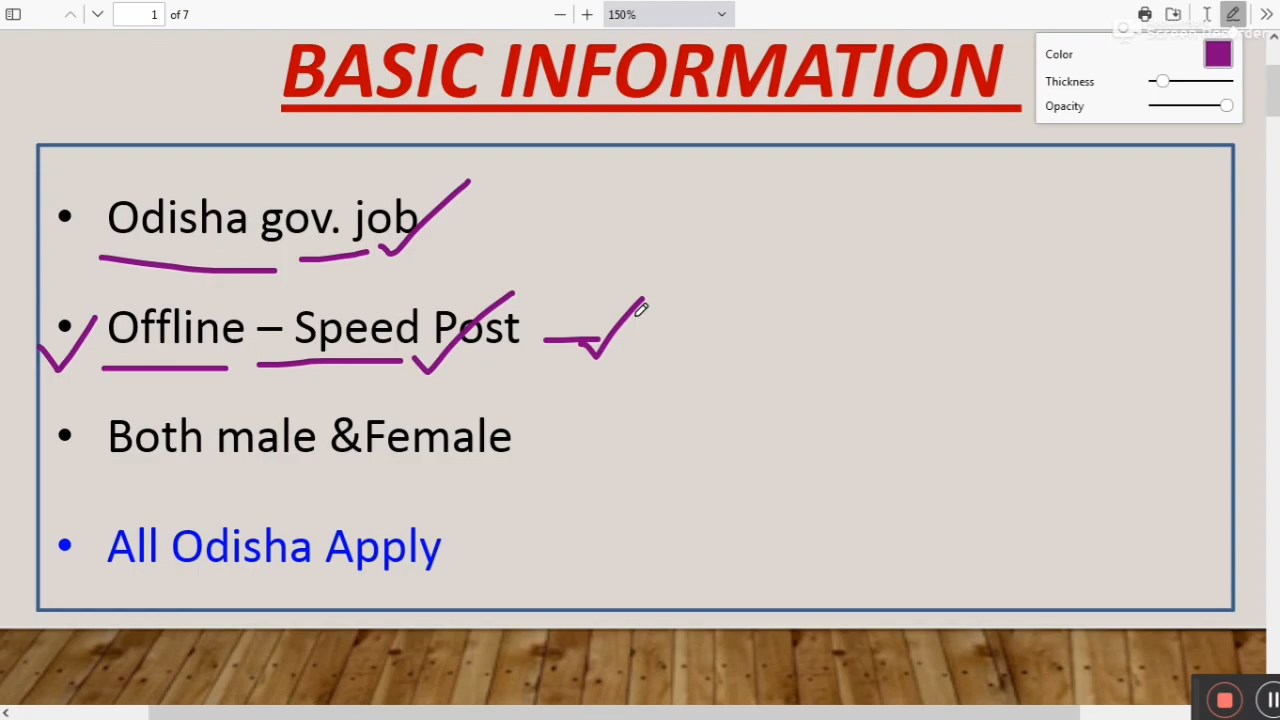 1 of 7
150%
BASIC INFORMATION
Color
Thickness
Opacity
• Odisha gov. job
• Offline – Speed Post
• Both male &Female
• All Odisha Apply